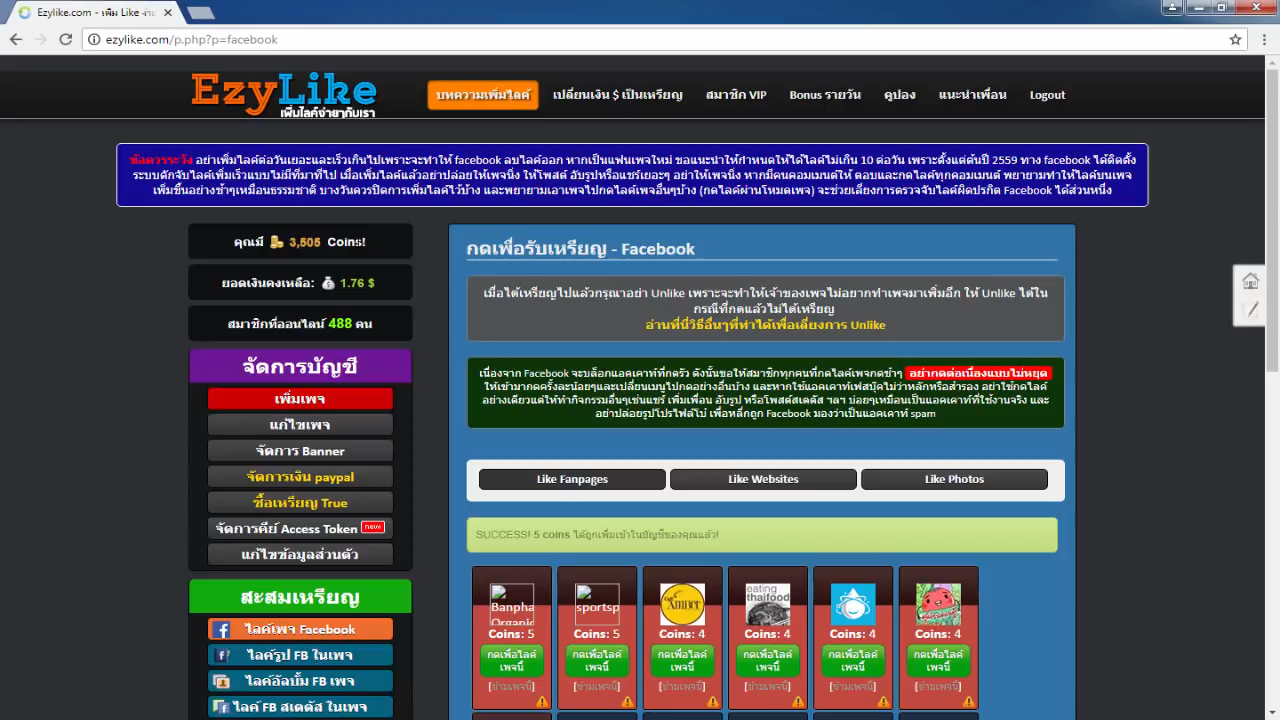 Ezylike.com - เพิ่ม Like
ezylike.com/p.php?p=facebook
EzyLike
เพิ่มไลค์ง่ายๆกับเรา
บทความเพิ่มไลค์
เปลี่ยนเงิน $ เป็นเหรียญ
สมาชิก VIP
Bonus รายวัน
คูปอง
แนะนำเพื่อน
Logout
ข้อควรระวัง อย่าเพิ่มไลค์ต่อวันเยอะและเร็วเกินไปเพราะจะทำให้ facebook ลบไลค์ออก หากเป็นแฟนเพจใหม่ ขอแนะนำให้กำหนดให้ได้ไลค์ไม่เกิน 10 ต่อวัน เพราะตั้งแต่ต้นปี 2559 ทาง facebook ได้ติดตั้ง
ระบบดักจับไลค์เพิ่มเร็วแบบไม่มีที่มาที่ไป เมื่อเพิ่มไลค์แล้วอย่าปล่อยให้เพจนิ่ง ให้โพสต์ อับรูปหรือแชร์เยอะๆ อย่าให้เพจนิ่ง หากมีคนคอมเมนต์ให้ ตอบและกดไลค์ทุกคอมเมนต์ พยายามทำให้ไลค์บนเพจ
เพิ่มขึ้นอย่างช้าๆเหมือนธรรมชาติ บางวันควรปิดการเพิ่มไลค์ไว้บ้าง และพยายามเอาเพจไปกดไลค์เพจอื่นๆบ้าง (กดไลค์ผ่านโหมดเพจ) จะช่วยเลี่ยงการตรวจจับไลค์ผิดปรกติ Facebook ได้ส่วนหนึ่ง
คุณมี 3,505 Coins!
ยอดเงินคงเหลือ: 1.76 $
สมาชิกที่ออนไลน์ 488 คน
จัดการบัญชี
เพิ่มเพจ
แก้ไขเพจ
จัดการ Banner
จัดการเงิน paypal
ซื้อเหรียญ True
จัดการคีย์ Access Token new
แก้ไขข้อมูลส่วนตัว
สะสมเหรียญ
ไลค์เพจ Facebook
ไลค์รูป FB ในเพจ
ไลค์อัลบั้ม FB เพจ
ไลค์ FB สเตตัส ในเพจ
กดเพื่อรับเหรียญ - Facebook
เมื่อได้เหรียญไปแล้วกรุณาอย่า Unlike เพราะจะทำให้เจ้าของเพจไม่อยากทำเพจมาเพิ่มอีก ให้ Unlike ได้ใน
กรณีที่กดแล้วไม่ได้เหรียญ
อ่านที่นี่วิธีอื่นๆที่ทำได้เพื่อเลี่ยงการ Unlike
เนื่องจาก Facebook จะบล็อกแอคเคาท์ที่กดรัว ดังนั้นขอให้สมาชิกทุกคนที่กดไลค์เพจกดช้าๆ อย่ากดต่อเนื่องแบบไม่หยุด
ให้เข้ามากดครั้งละน้อยๆและเปลี่ยนเมนูไปกดอย่างอื่นบ้าง และหากใช้แอคเคาท์เฟสบุ๊คไม่ว่าหลักหรือสำรอง อย่าใช้กดไลค์
อย่างเดียวแต่ให้ทำกิจกรรมอื่นๆเช่นแชร์ เพิ่มเพื่อน อับรูป หรือโพสต์สเตตัส ฯลฯ บ่อยๆเหมือนเป็นแอคเคาท์ที่ใช้งานจริง และ
อย่าปล่อยรูปโปรไฟล์โบ๋ เพื่อหลีกถูก Facebook มองว่าเป็นแอคเคาท์ spam
Like Fanpages
Like Websites
Like Photos
SUCCESS! 5 coins ได้ถูกเพิ่มเข้าในบัญชีของคุณแล้ว!
Banpha
Organic
Coins: 5
กดเพื่อไลค์
เพจนี้
[ข้ามเพจนี้]
sportsp
Coins: 5
กดเพื่อไลค์
เพจนี้
[ข้ามเพจนี้]
AMBER
Coins: 4
กดเพื่อไลค์
เพจนี้
[ข้ามเพจนี้]
eating
thaifood
Coins: 4
กดเพื่อไลค์
เพจนี้
[ข้ามเพจนี้]
Coins: 4
กดเพื่อไลค์
เพจนี้
[ข้ามเพจนี้]
Coins: 4
กดเพื่อไลค์
เพจนี้
[ข้ามเพจนี้]